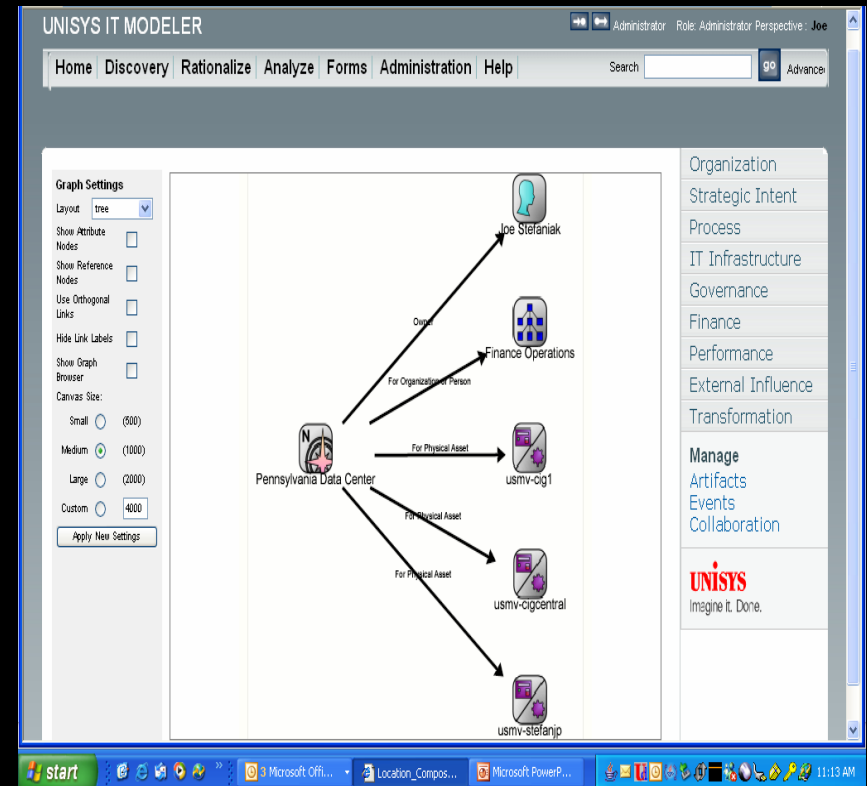 UNISYS IT MODELER
Administrator Role: Administrator Perspective : Joe
Home Discovery Rationalize Analyze Forms Administration Help
Search go Advance
Graph Settings
Layout tree
Show Attribute
Nodes
Show Reference
Nodes
Use Orthogonal
Links
Hide Link Labels
Show Graph
Browser
Canvas Size:
Small (500)
Medium (1000)
Large (2000)
Custom 4000
Apply New Settings
Joe Stefaniak
Owner
Finance Operations
For Organization or Person
N
Pennsylvania Data Center
For Physical Asset
usmv-cig1
For Physical Asset
usmv-cigcentral
For Physical Asset
usmv-stefanjp
Organization
Strategic Intent
Process
IT Infrastructure
Governance
Finance
Performance
External Influence
Transformation
Manage
Artifacts
Events
Collaboration
UNISYS
Imagine it. Done.
start
3 Microsoft Offi...
Location_Compos...
Microsoft PowerP...
11:13 AM